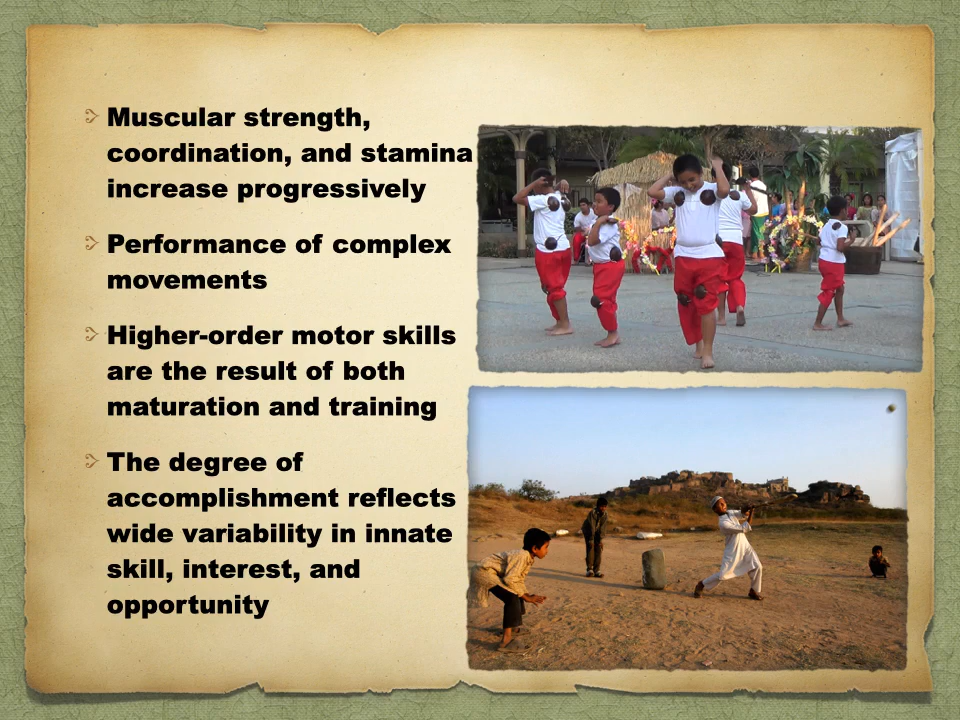 Muscular strength,
coordination, and stamina
increase progressively
Performance of complex
movements
Higher-order motor skills
are the result of both
maturation and training
The degree of
accomplishment reflects
wide variability in innate
skill, interest, and
opportunity